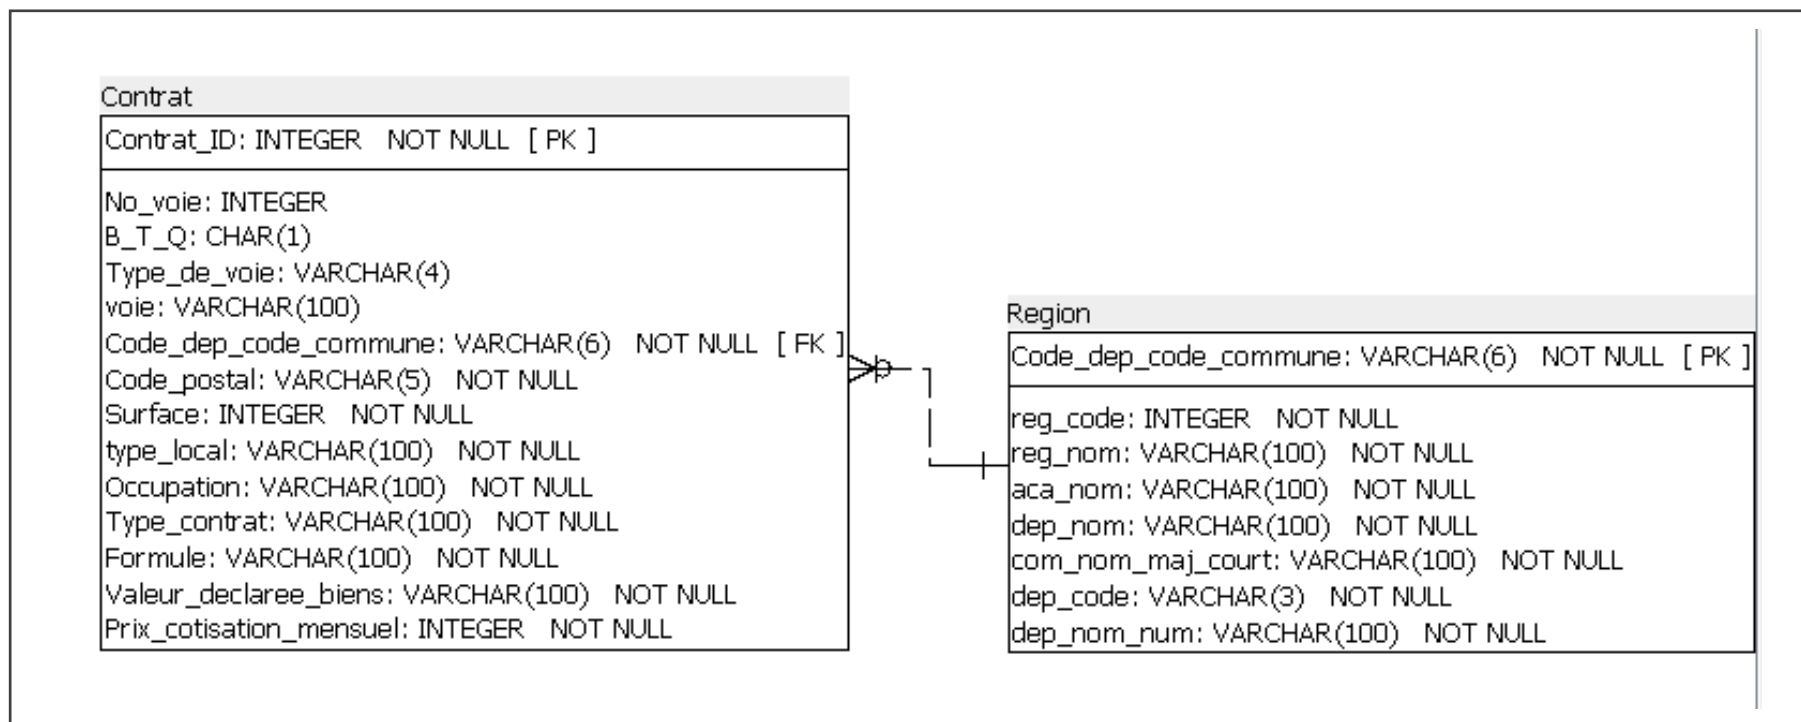 Contrat
Contrat_ID: INTEGER NOT NULL [ PK ]
No_voie: INTEGER
B_T_Q: CHAR(1)
Type_de_voie: VARCHAR(4)
voie: VARCHAR(100)
Code_dep_code_commune: VARCHAR(6) NOT NULL [ FK ]
Code_postal: VARCHAR(5) NOT NULL
Surface: INTEGER NOT NULL
type_local: VARCHAR(100) NOT NULL
Occupation: VARCHAR(100) NOT NULL
Type_contrat: VARCHAR(100) NOT NULL
Formule: VARCHAR(100) NOT NULL
Valeur_declaree_biens: VARCHAR(100) NOT NULL
Prix_cotisation_mensuel: INTEGER NOT NULL
Region
Code_dep_code_commune: VARCHAR(6) NOT NULL [ PK ]
reg_code: INTEGER NOT NULL
reg_nom: VARCHAR(100) NOT NULL
aca_nom: VARCHAR(100) NOT NULL
dep_nom: VARCHAR(100) NOT NULL
com_nom_maj_court: VARCHAR(100) NOT NULL
dep_code: VARCHAR(3) NOT NULL
dep_nom_num: VARCHAR(100) NOT NULL